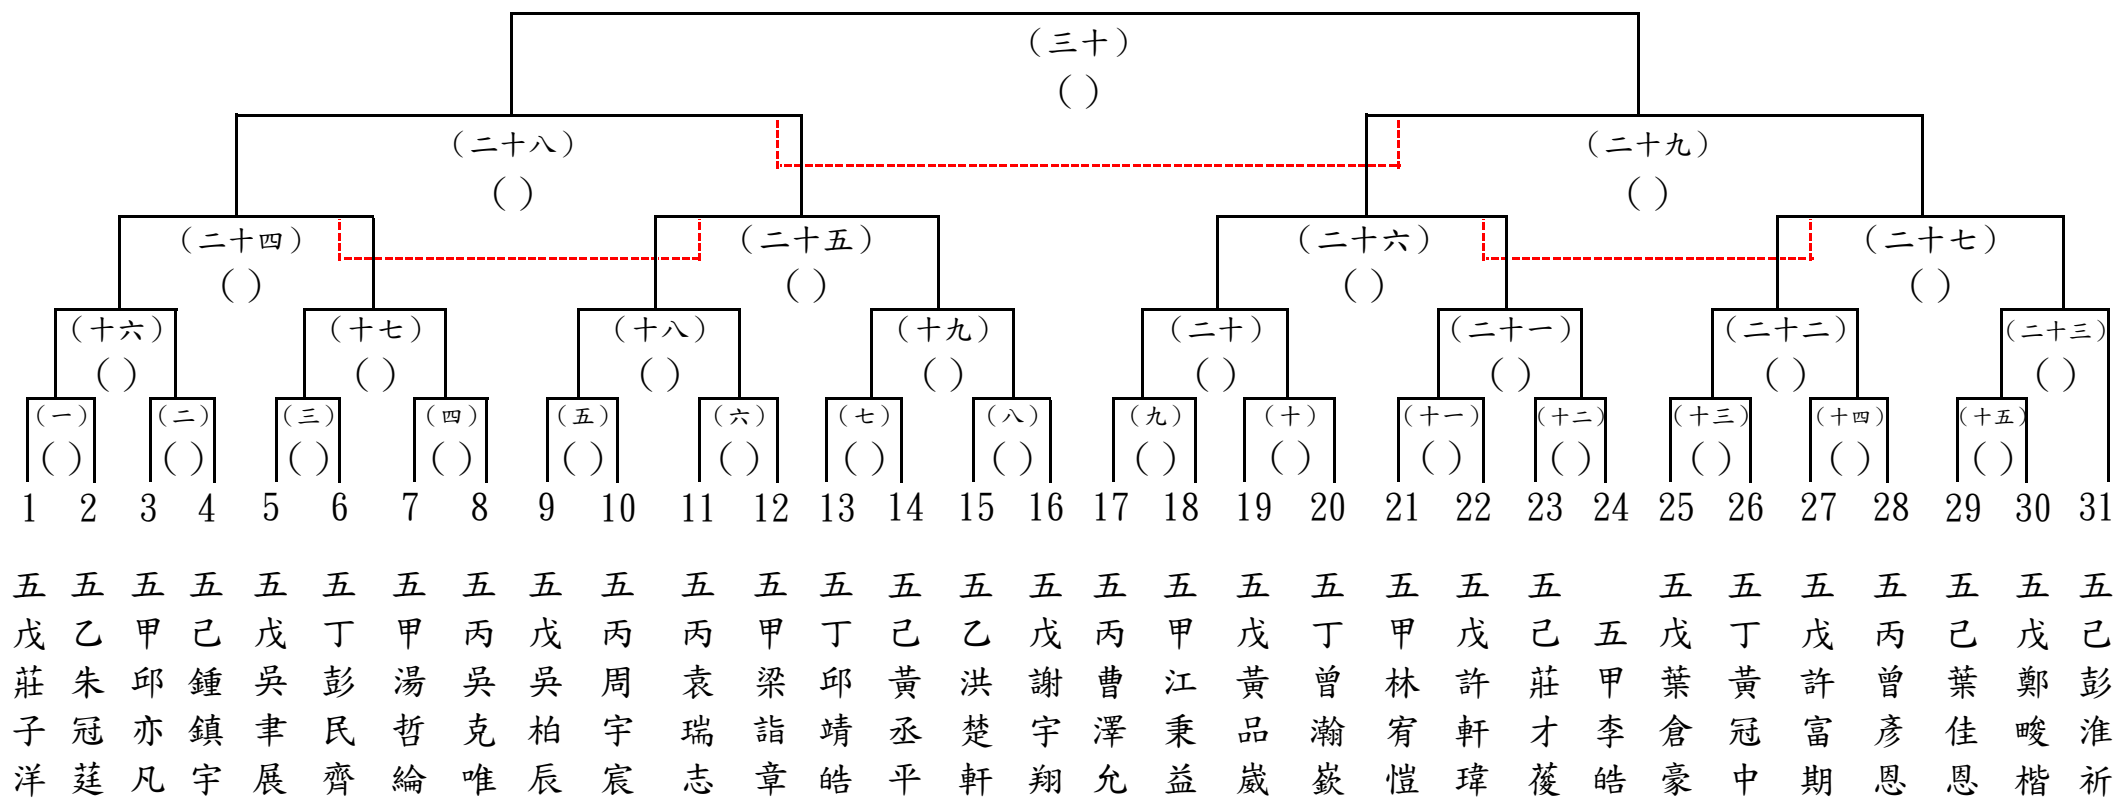 （三十）
( )
（二十八） （二十九）
( ) ( )
（二十四） （二十五） （二十六） （二十七）
( ) ( ) ( ) ( )
（十六） （十七） （十八） （十九） （二十） （二十一） （二十二） （二十三）
( ) ( ) ( ) ( ) ( ) ( ) ( ) ( )
（一） （二） （三） （四） （五） （六） （七） （八） （九） （十） （十一） （十二） （十三） （十四） （十五）
( ) ( ) ( ) ( ) ( ) ( ) ( ) ( ) ( ) ( ) ( ) ( ) ( ) ( ) ( )
1 2 3 4 5 6 7 8 9 10 11 12 13 14 15 16 17 18 19 20 21 22 23 24 25 26 27 28 29 30 31
五戊莊子洋
五乙朱冠莛
五甲邱亦凡
五己鍾鎮宇
五戊吳聿展
五丁彭民齊
五甲湯哲綸
五丙吳克唯
五戊吳柏辰
五丙周宇宸
五丙袁瑞志
五甲梁詣章
五丁邱靖皓
五己黃丞平
五乙洪楚軒
五戊謝宇翔
五丙曹澤允
五甲江秉益
五戊黃品崴
五丁曾瀚嶔
五甲林宥愷
五戊許軒瑋
五己莊才葰
五甲李皓
五戊葉倉豪
五丁黃冠中
五戊許富期
五丙曾彥恩
五己葉佳恩
五戊鄭畯楷
五己彭淮祈